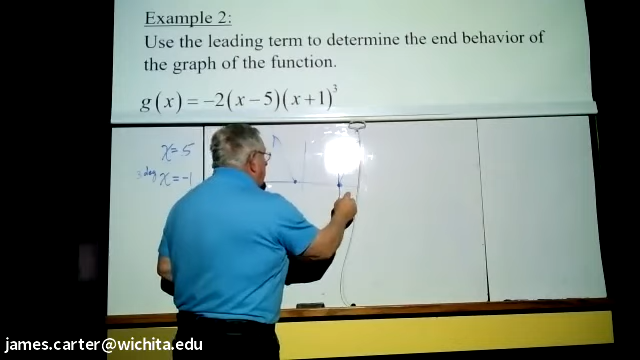 Example 2:
Use the leading term to determine the end behavior of
the graph of the function.
g(x) = −2(x−5)(x+1)³
x=5
3 deg x=-1
james.carter@wichita.edu